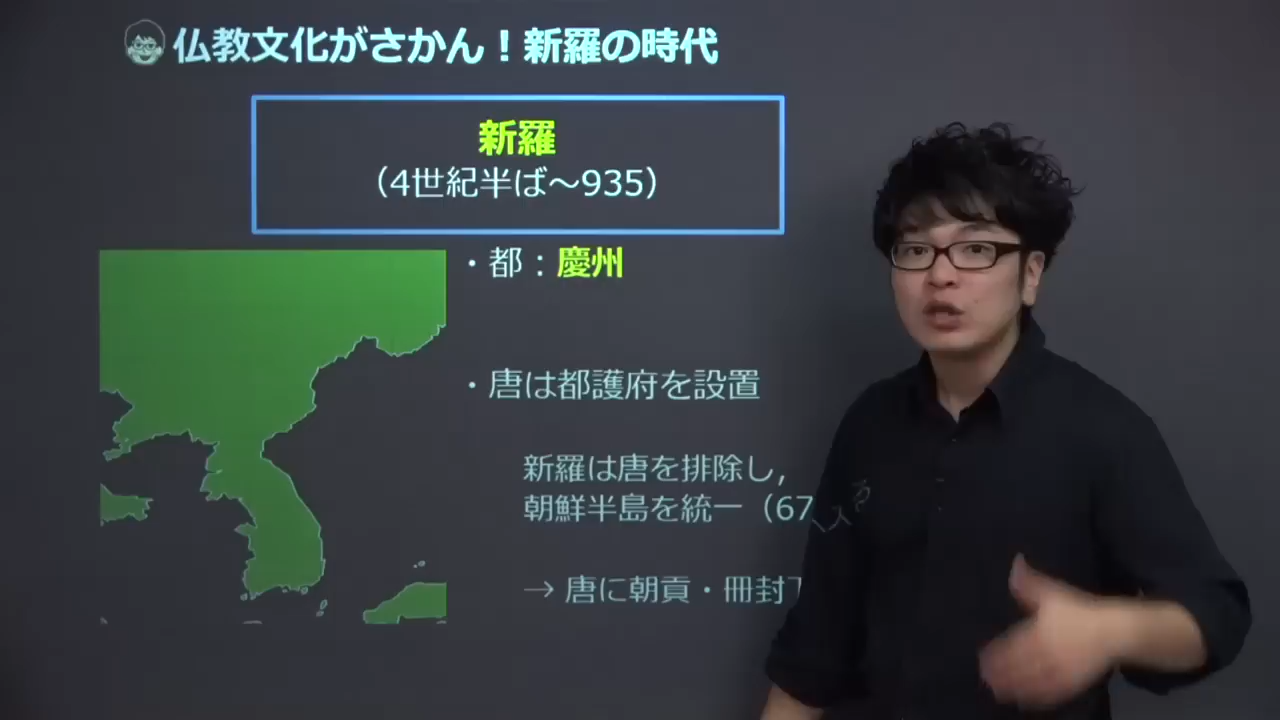 仏教文化がさかん！新羅の時代
新羅
（4世紀半ば～935）
・都：慶州
・唐は都護府を設置
新羅は唐を排除し，
朝鮮半島を統一（67
→ 唐に朝貢・冊封